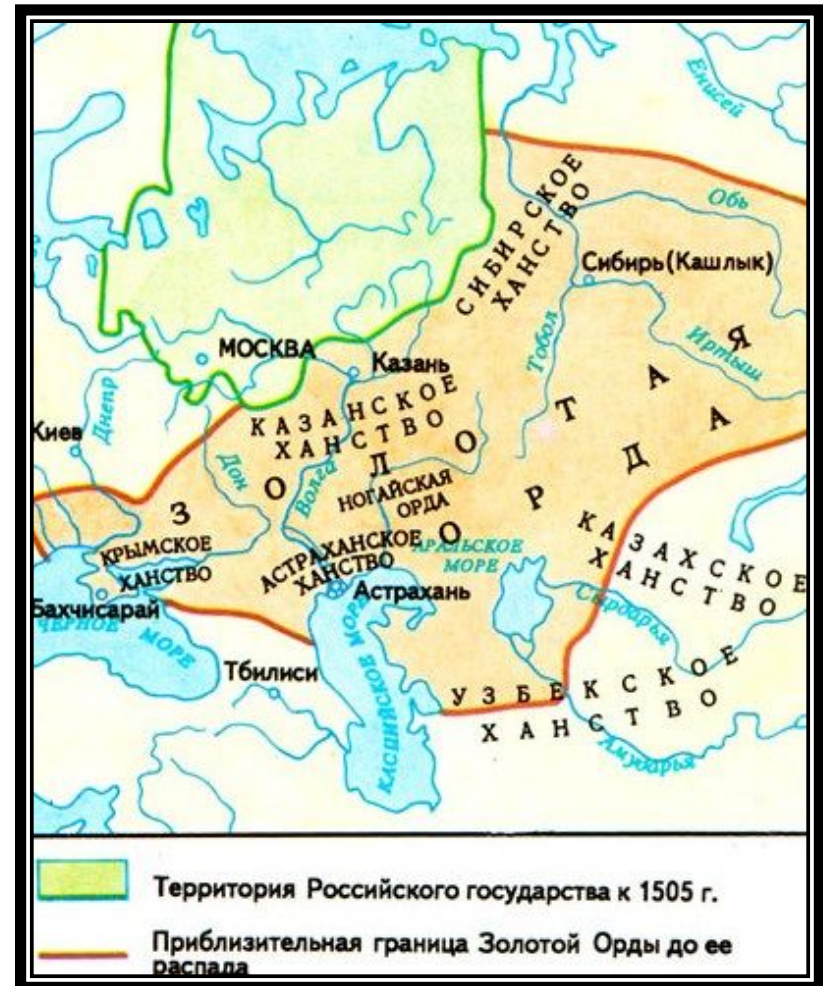 Енисей
Обь
СИБИРСКОЕ
ХАНСТВО
Сибирь (Кашлык)
Тобол
Иртыш
МОСКВА
Казань
Киев
Днепр
КАЗАНСКОЕ
ХАНСТВО
Дон
Волга
ЗОЛОТАЯ
ОРДА
НОГАЙСКАЯ
ОРДА
КРЫМСКОЕ
ХАНСТВО
АСТРАХАНСКОЕ
ХАНСТВО
Астрахань
АРАЛЬСКОЕ
МОРЕ
КАЗАХСКОЕ
ХАНСТВО
Сырдарья
Бахчисарай
ЧЕРНОЕ
МОРЕ
Тбилиси
КАСПИЙСКОЕ МОРЕ
УЗБЕКСКОЕ
ХАНСТВО
Амударья
Территория Российского государства к 1505 г.
Приблизительная граница Золотой Орды до ее
распада